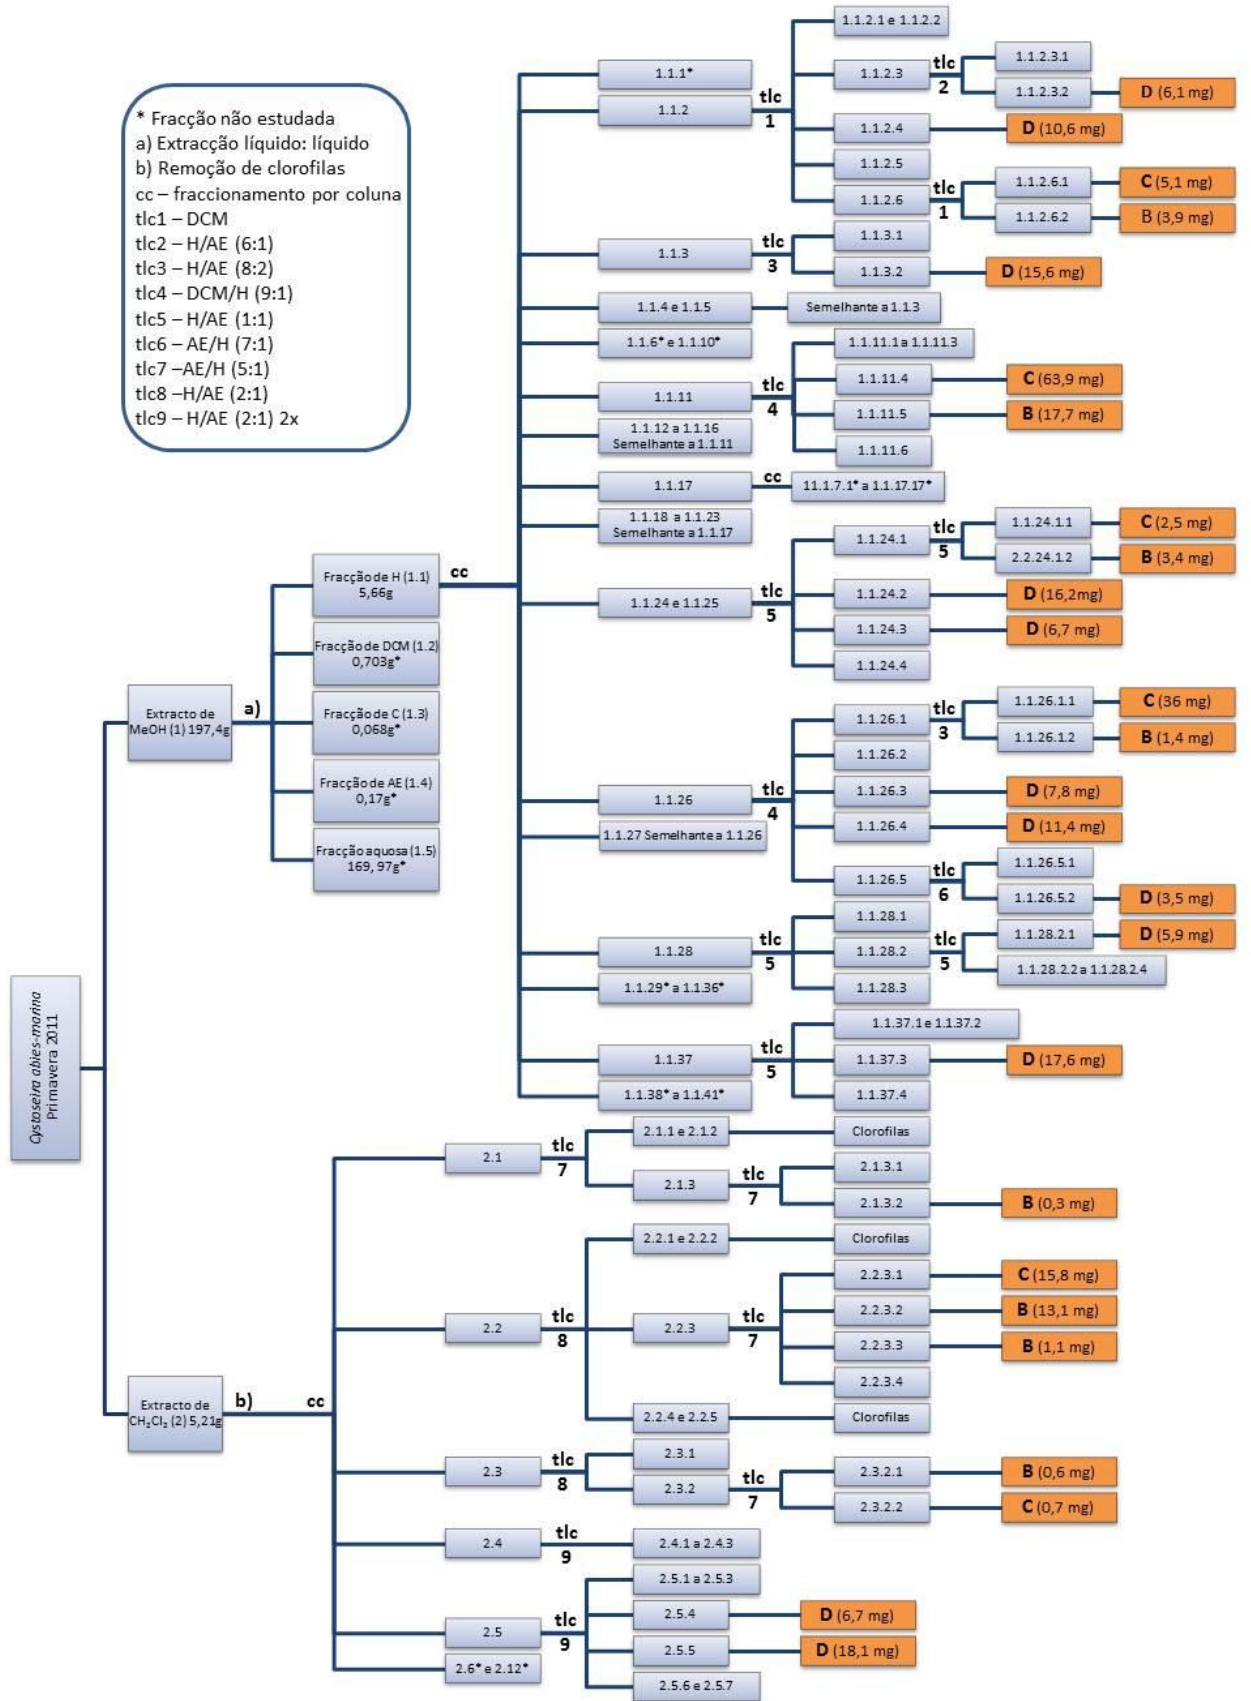 * Fracção não estudada
a) Extracção líquido: líquido
b) Remoção de clorofilas
cc – fraccionamento por coluna
tlc1 – DCM
tlc2 – H/AE (6:1)
tlc3 – H/AE (8:2)
tlc4 – DCM/H (9:1)
tlc5 – H/AE (1:1)
tlc6 – AE/H (7:1)
tlc7 –AE/H (5:1)
tlc8 –H/AE (2:1)
tlc9 – H/AE (2:1) 2x
Cystoseira abies-marina
Primavera 2011
Extracto de
MeOH (1) 197,4g
a)
Fracção de H (1.1)
5,66g
cc
Fracção de DCM (1.2)
0,703g*
Fracção de C (1.3)
0,068g*
Fracção de AE (1.4)
0,17g*
Fracção aquosa (1.5)
169, 97g*
1.1.1*
1.1.2
tlc
1
1.1.2.1 e 1.1.2.2
1.1.2.3
tlc
2
1.1.2.3.1
1.1.2.3.2
D (6,1 mg)
1.1.2.4
D (10,6 mg)
1.1.2.5
1.1.2.6
tlc
1
1.1.2.6.1
C (5,1 mg)
1.1.2.6.2
B (3,9 mg)
1.1.3
tlc
3
1.1.3.1
1.1.3.2
D (15,6 mg)
1.1.4 e 1.1.5
Semelhante a 1.1.3
1.1.6* e 1.1.10*
1.1.11
tlc
4
1.1.11.1 a 1.1.11.3
1.1.11.4
C (63,9 mg)
1.1.11.5
B (17,7 mg)
1.1.11.6
1.1.12 a 1.1.16
Semelhante a 1.1.11
1.1.17
cc
11.1.7.1* a 1.1.17.17*
1.1.18 a 1.1.23
Semelhante a 1.1.17
1.1.24 e 1.1.25
tlc
5
1.1.24.1
tlc
5
1.1.24.1.1
C (2,5 mg)
2.2.24.1.2
B (3,4 mg)
1.1.24.2
D (16,2mg)
1.1.24.3
D (6,7 mg)
1.1.24.4
1.1.26
tlc
4
1.1.26.1
tlc
3
1.1.26.1.1
C (36 mg)
1.1.26.1.2
B (1,4 mg)
1.1.26.2
1.1.26.3
D (7,8 mg)
1.1.26.4
D (11,4 mg)
1.1.26.5
tlc
6
1.1.26.5.1
1.1.26.5.2
D (3,5 mg)
1.1.27 Semelhante a 1.1.26
1.1.28
tlc
5
1.1.28.1
1.1.28.2
tlc
5
1.1.28.2.1
D (5,9 mg)
1.1.28.2.2 a 1.1.28.2.4
1.1.28.3
1.1.29* a 1.1.36*
1.1.37
tlc
5
1.1.37.1 e 1.1.37.2
1.1.37.3
D (17,6 mg)
1.1.37.4
1.1.38* a 1.1.41*
Extracto de
CH₂Cl₂ (2) 5,21g
b)
cc
2.1
tlc
7
2.1.1 e 2.1.2
Clorofilas
2.1.3
tlc
7
2.1.3.1
2.1.3.2
B (0,3 mg)
2.2
tlc
8
2.2.1 e 2.2.2
Clorofilas
2.2.3
tlc
7
2.2.3.1
C (15,8 mg)
2.2.3.2
B (13,1 mg)
2.2.3.3
B (1,1 mg)
2.2.3.4
2.2.4 e 2.2.5
Clorofilas
2.3
tlc
8
2.3.1
2.3.2
tlc
7
2.3.2.1
B (0,6 mg)
2.3.2.2
C (0,7 mg)
2.4
tlc
9
2.4.1 a 2.4.3
2.5
tlc
9
2.5.1 a 2.5.3
2.5.4
D (6,7 mg)
2.5.5
D (18,1 mg)
2.5.6 e 2.5.7
2.6* e 2.12*